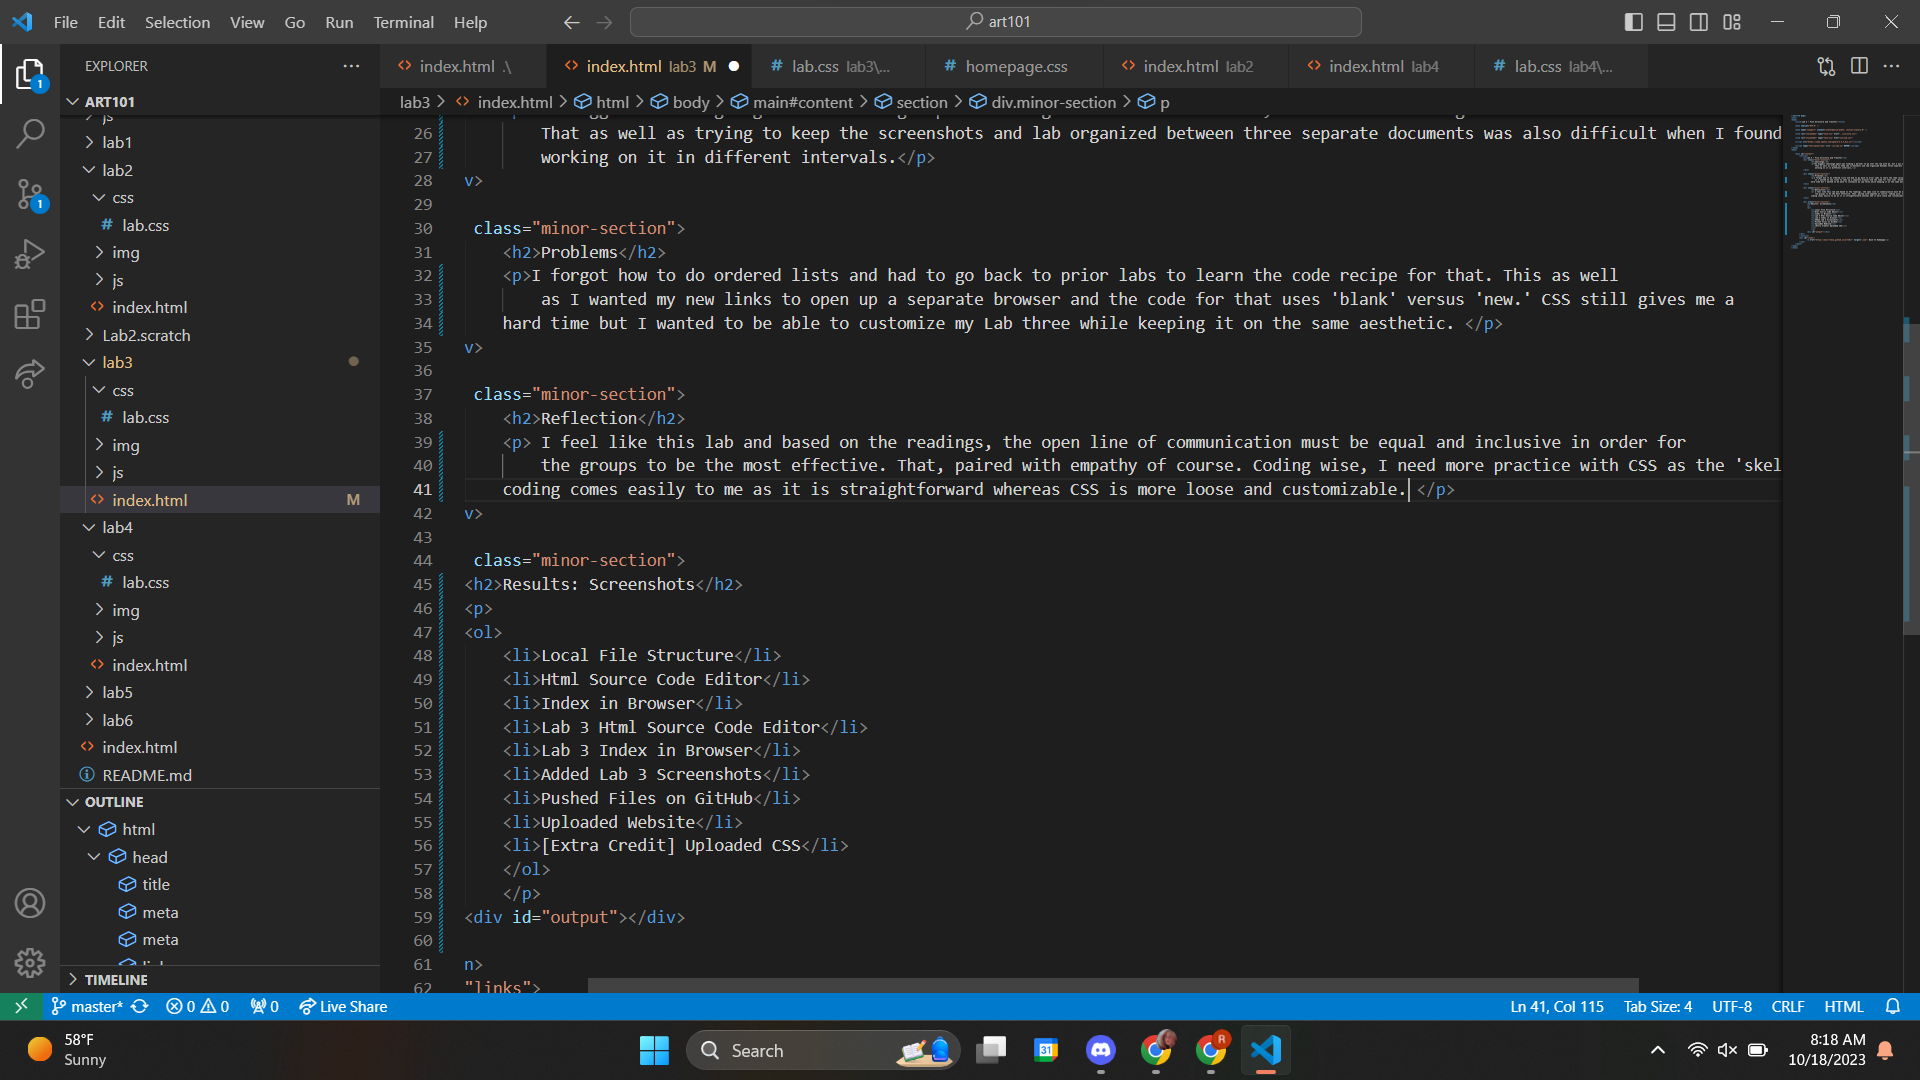 File Edit Selection View Go Run Terminal Help
art101
EXPLORER
index.html .\
index.html lab3 M
lab.css lab3\...
homepage.css
index.html lab2
index.html lab4
lab.css lab4\...
lab3 > index.html > html > body > main#content > section > div.minor-section > p
ART101
js
lab1
lab2
css
lab.css
img
js
index.html
Lab2.scratch
lab3
css
lab.css
img
js
index.html M
lab4
css
lab.css
img
js
index.html
lab5
lab6
index.html
README.md
OUTLINE
html
head
title
meta
meta
TIMELINE
26 That as well as trying to keep the screenshots and lab organized between three separate documents was also difficult when I found
27 working on it in different intervals.</p>
28 v>
29
30 class="minor-section">
31 <h2>Problems</h2>
32 <p>I forgot how to do ordered lists and had to go back to prior labs to learn the code recipe for that. This as well
33 as I wanted my new links to open up a separate browser and the code for that uses 'blank' versus 'new.' CSS still gives me a
34 hard time but I wanted to be able to customize my Lab three while keeping it on the same aesthetic. </p>
35 v>
36
37 class="minor-section">
38 <h2>Reflection</h2>
39 <p> I feel like this lab and based on the readings, the open line of communication must be equal and inclusive in order for
40 the groups to be the most effective. That, paired with empathy of course. Coding wise, I need more practice with CSS as the 'skel
41 coding comes easily to me as it is straightforward whereas CSS is more loose and customizable. </p>
42 v>
43
44 class="minor-section">
45 <h2>Results: Screenshots</h2>
46 <p>
47 <ol>
48 <li>Local File Structure</li>
49 <li>Html Source Code Editor</li>
50 <li>Index in Browser</li>
51 <li>Lab 3 Html Source Code Editor</li>
52 <li>Lab 3 Index in Browser</li>
53 <li>Added Lab 3 Screenshots</li>
54 <li>Pushed Files on GitHub</li>
55 <li>Uploaded Website</li>
56 <li>[Extra Credit] Uploaded CSS</li>
57 </ol>
58 </p>
59 <div id="output"></div>
60
61 n>
62 "links">
master* 0 0 0 Live Share
Ln 41, Col 115 Tab Size: 4 UTF-8 CRLF HTML
58°F
Sunny
Search
31
R
8:18 AM
10/18/2023
1
1